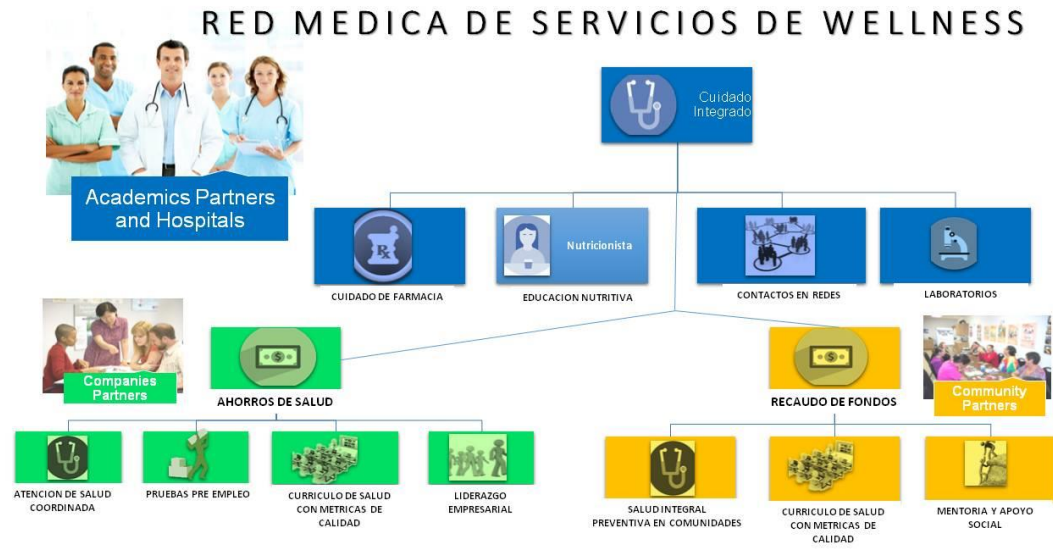 RED MEDICA DE SERVICIOS DE WELLNESS
Cuidado
Integrado
Academics Partners
and Hospitals
Rx
Nutricionista
CUIDADO DE FARMACIA
EDUCACION NUTRITIVA
CONTACTOS EN REDES
LABORATORIOS
Companies
Partners
$
AHORROS DE SALUD
$
RECAUDO DE FONDOS
Community
Partners
ATENCION DE SALUD
COORDINADA
PRUEBAS PRE EMPLEO
CURRICULO DE SALUD
CON METRICAS DE
CALIDAD
LIDERAZGO
EMPRESARIAL
SALUD INTEGRAL
PREVENTIVA EN COMUNIDADES
CURRICULO DE SALUD
CON METRICAS DE
CALIDAD
MENTORIA Y APOYO
SOCIAL